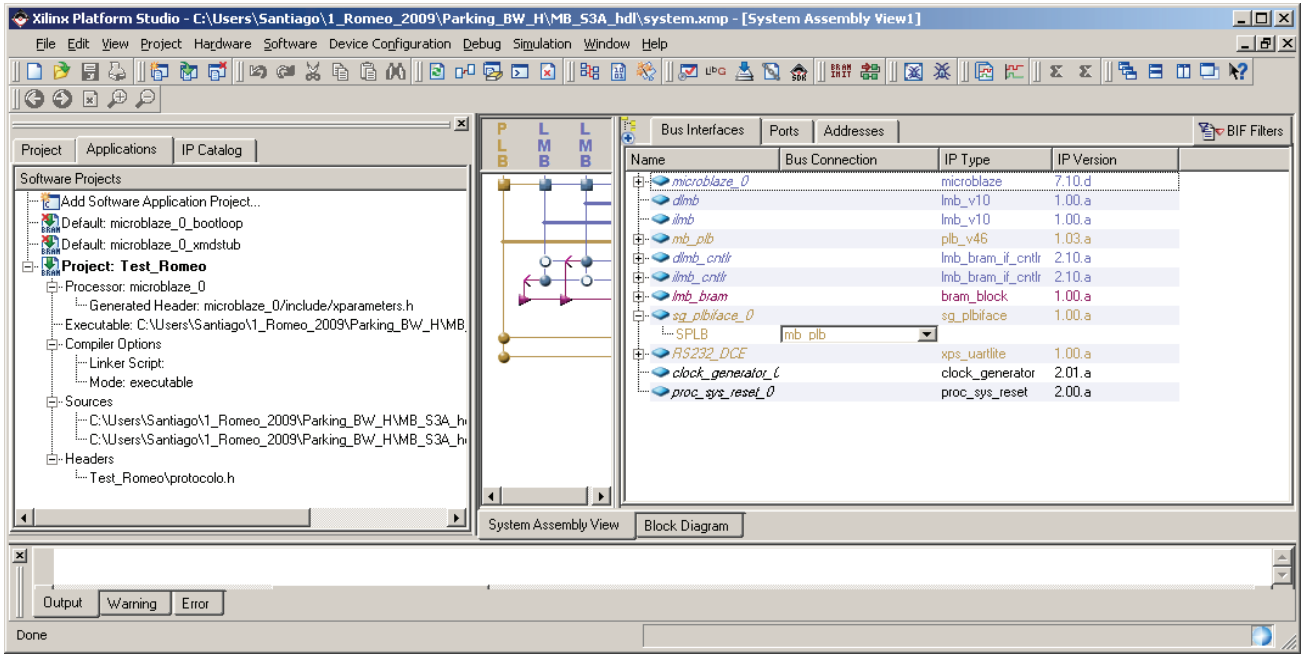 Xilinx Platform Studio - C:\Users\Santiago\1_Romeo_2009\Parking_BW_H\MB_S3A_hdl\system.xmp - [System Assembly View1]
File Edit View Project Hardware Software Device Configuration Debug Simulation Window Help
Project Applications IP Catalog
Software Projects
Add Software Application Project...
Default: microblaze_0_bootloop
Default: microblaze_0_xmdstub
Project: Test_Romeo
Processor: microblaze_0
Generated Header: microblaze_0/include/xparameters.h
Executable: C:\Users\Santiago\1_Romeo_2009\Parking_BW_H\MB_
Compiler Options
Linker Script:
Mode: executable
Sources
C:\Users\Santiago\1_Romeo_2009\Parking_BW_H\MB_S3A_h
C:\Users\Santiago\1_Romeo_2009\Parking_BW_H\MB_S3A_h
Headers
Test_Romeo\protocolo.h
PLB LMB LMB
Bus Interfaces Ports Addresses BIF Filters
Name Bus Connection IP Type IP Version
microblaze_0 microblaze 7.10.d
dlmb lmb_v10 1.00.a
ilmb lmb_v10 1.00.a
mb_plb plb_v46 1.03.a
dlmb_cntlr lmb_bram_if_cntlr 2.10.a
ilmb_cntlr lmb_bram_if_cntlr 2.10.a
lmb_bram bram_block 1.00.a
sg_plbiface_0 sg_plbiface 1.00.a
SPLB mb_plb
RS232_DCE xps_uartlite 1.00.a
clock_generator_0 clock_generator 2.01.a
proc_sys_reset_0 proc_sys_reset 2.00.a
System Assembly View Block Diagram
Output Warning Error
Done